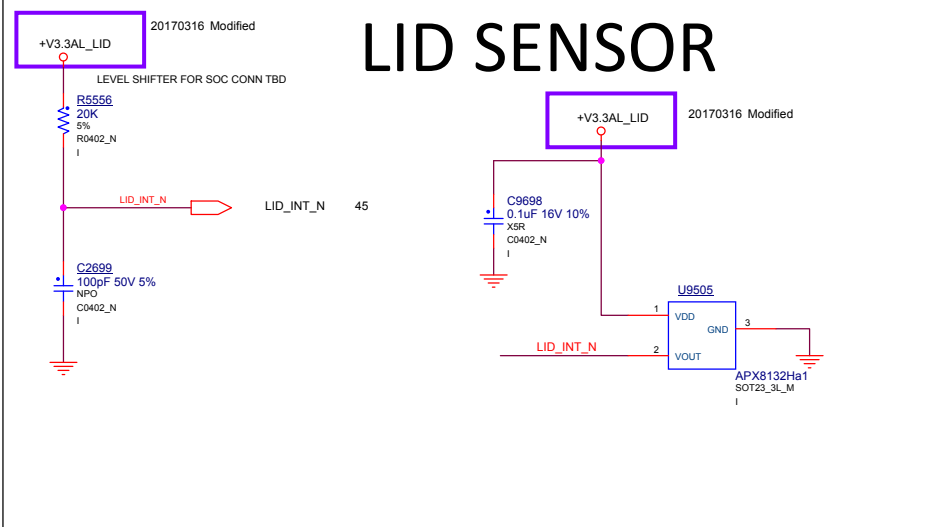 LID SENSOR
+V3.3AL_LID
20170316 Modified
LEVEL SHIFTER FOR SOC CONN TBD
R5556
20K
5%
R0402_N
I
LID_INT_N
LID_INT_N 45
C2699
100pF 50V 5%
NPO
C0402_N
I
+V3.3AL_LID
20170316 Modified
C9698
0.1uF 16V 10%
X5R
C0402_N
I
U9505
1
VDD
GND
3
LID_INT_N
2
VOUT
APX8132Ha1
SOT23_3L_M
I